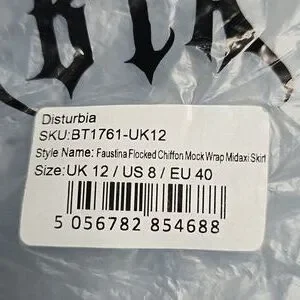 Disturbia
SKU:BT1761-UK12
Style Name: Faustina Flocked Chiffon Mock Wrap Midaxi Skirt
Size:UK 12 / US 8 / EU 40
5 056782 854688